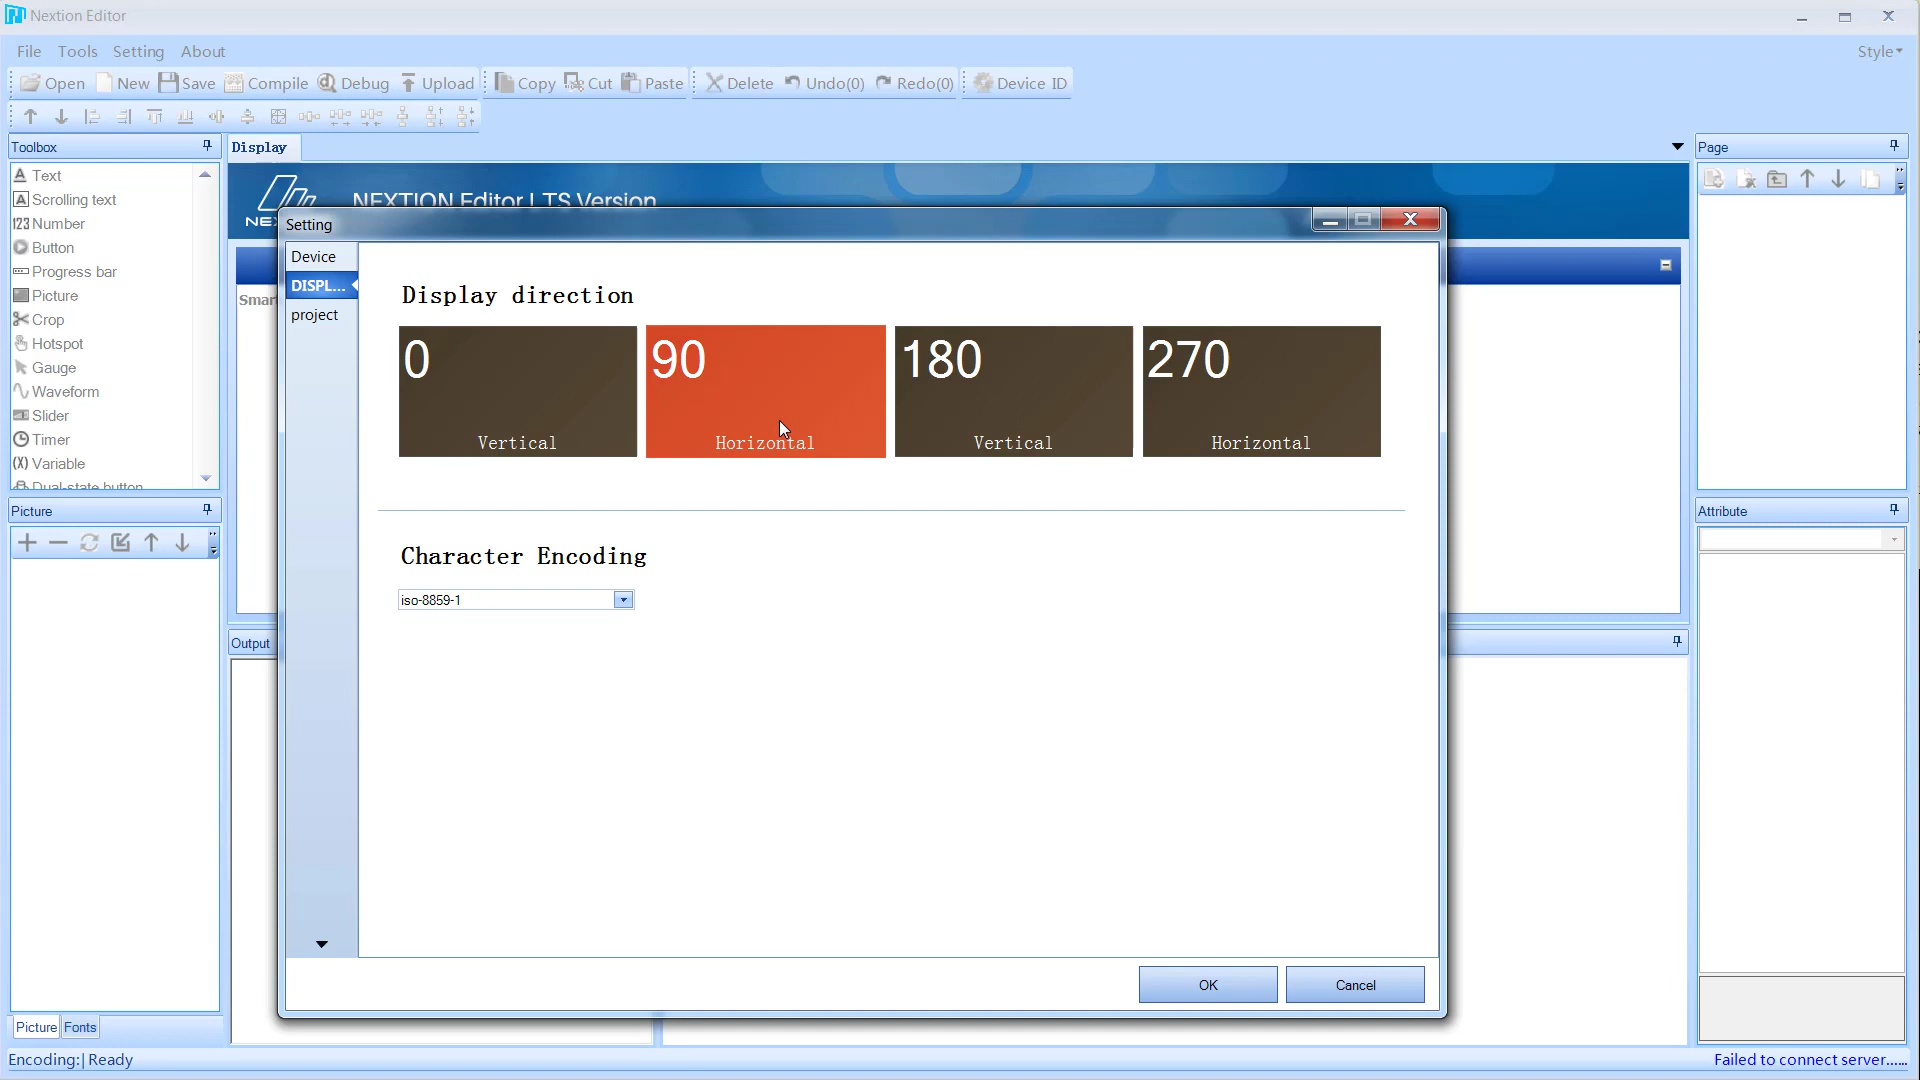 Nextion Editor
File Tools Setting About Style
Open New Save Compile Debug Upload Copy Cut Paste Delete Undo(0) Redo(0) Device ID
Toolbox
Text
Scrolling text
Number
Button
Progress bar
Picture
Crop
Hotspot
Gauge
Waveform
Slider
Timer
Variable
Dual-state button
Picture
Picture Fonts
Display
NEXTION Editor LTS Version
Smar
Output
Setting
Device
DISPL...
project
Display direction
0 Vertical
90 Horizontal
180 Vertical
270 Horizontal
Character Encoding
iso-8859-1
OK Cancel
Page
Attribute
Encoding:| Ready
Failed to connect server......